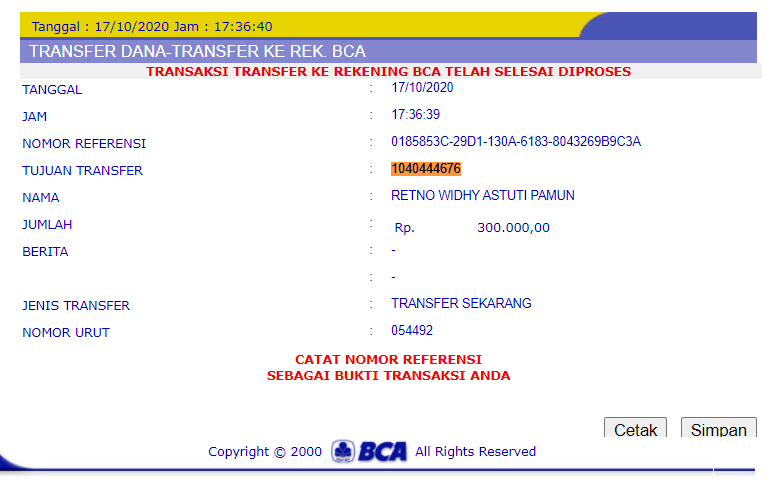 Tanggal : 17/10/2020 Jam : 17:36:40
TRANSFER DANA-TRANSFER KE REK. BCA
TRANSAKSI TRANSFER KE REKENING BCA TELAH SELESAI DIPROSES
TANGGAL : 17/10/2020
JAM : 17:36:39
NOMOR REFERENSI : 0185853C-29D1-130A-6183-8043269B9C3A
TUJUAN TRANSFER : 1040444676
NAMA : RETNO WIDHY ASTUTI PAMUN
JUMLAH : Rp. 300.000,00
BERITA : -
: -
JENIS TRANSFER : TRANSFER SEKARANG
NOMOR URUT : 054492
CATAT NOMOR REFERENSI
SEBAGAI BUKTI TRANSAKSI ANDA
Cetak Simpan
Copyright © 2000 BCA All Rights Reserved